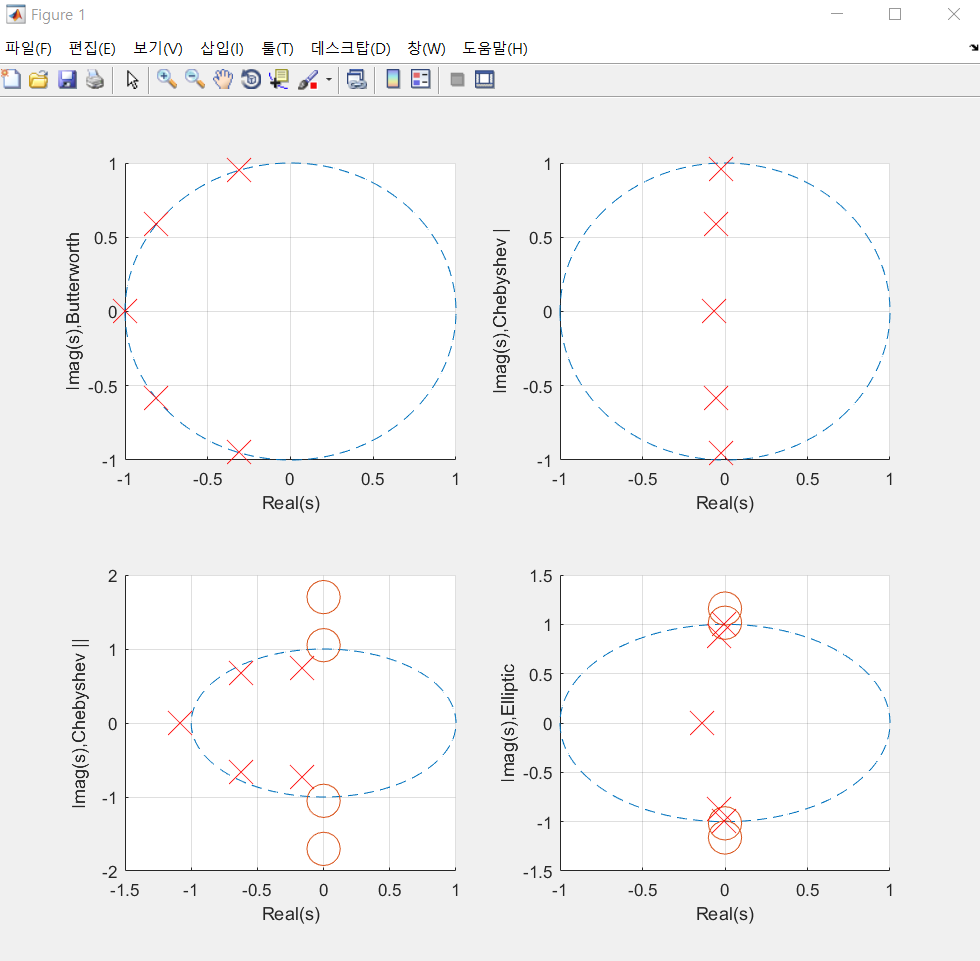 Figure 1
파일(F) 편집(E) 보기(V) 삽입(I) 툴(T) 데스크탑(D) 창(W) 도움말(H)
1
0.5
0
-0.5
-1
-1 -0.5 0 0.5 1
Real(s)
Imag(s),Butterworth
1
0.5
0
-0.5
-1
-1 -0.5 0 0.5 1
Real(s)
Imag(s),Chebyshev |
2
1
0
-1
-2
-1.5 -1 -0.5 0 0.5 1
Real(s)
Imag(s),Chebyshev ||
1.5
1
0.5
0
-0.5
-1
-1.5
-1 -0.5 0 0.5 1
Real(s)
Imag(s),Elliptic